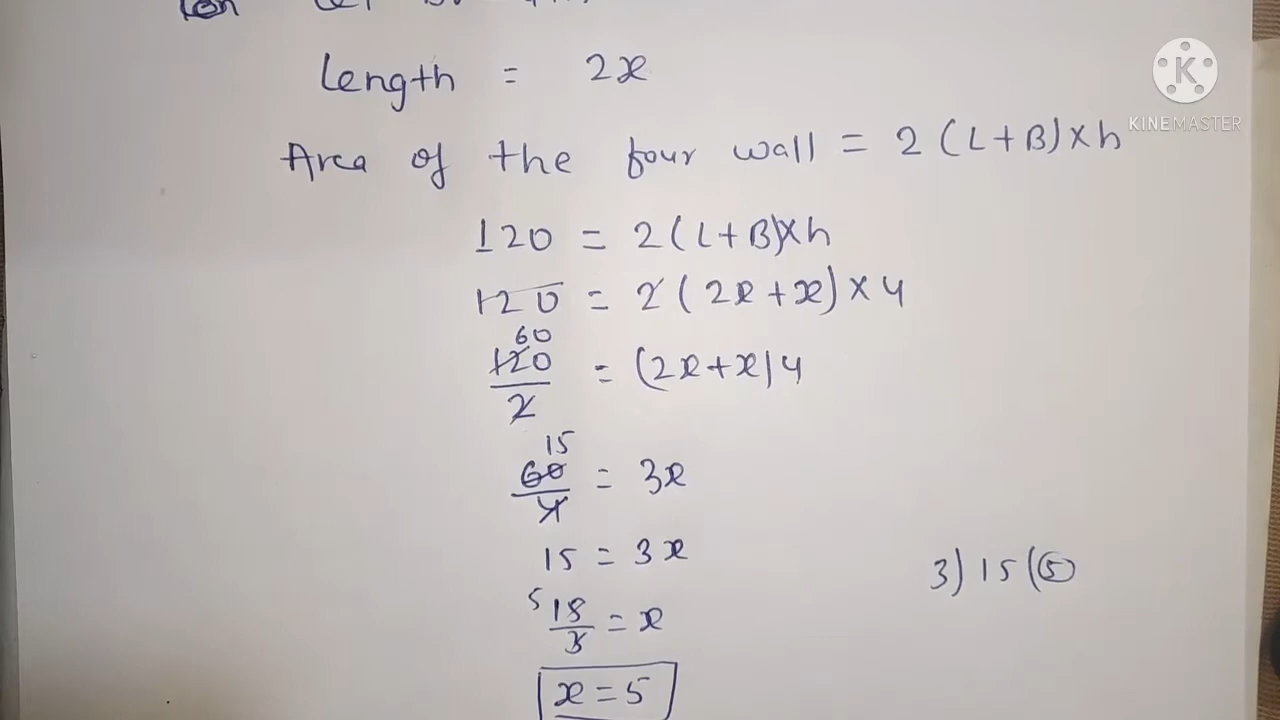 Length = 2x
KINEMASTER
Area of the four wall = 2 (L+B)×h
120 = 2(L+B)×h
120 = 2(2x+x)×4
60
120/2 = (2x+x)4
15
60/4 = 3x
15 = 3x
3)15(5
5 15/3 = x
x = 5